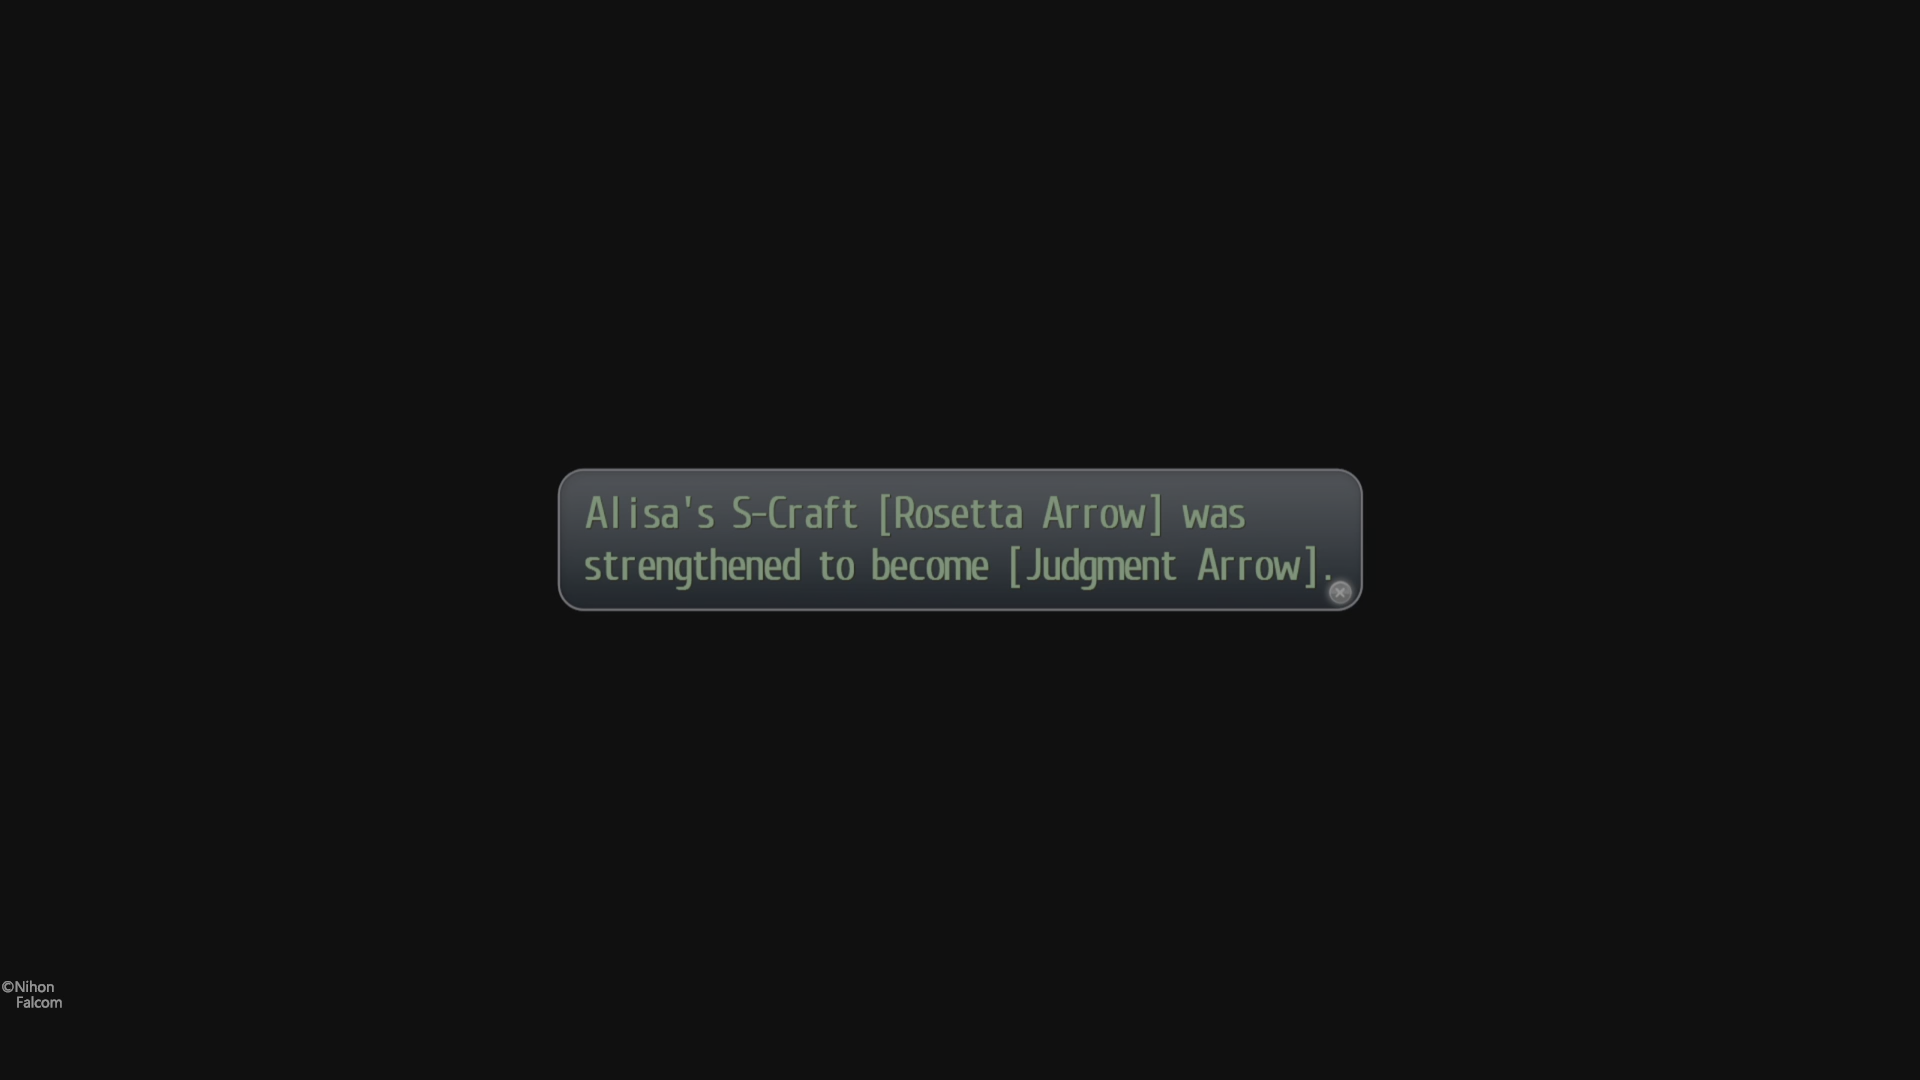 Alisa's S-Craft [Rosetta Arrow] was
strengthened to become [Judgment Arrow].
©Nihon
Falcom